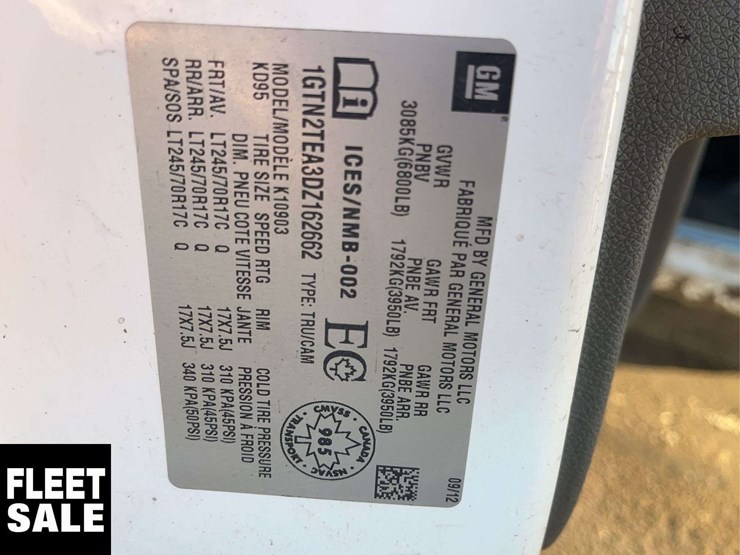 GM
MFD BY GENERAL MOTORS LLC
FABRIQUÉ PAR GENERAL MOTORS LLC
GVWR GAWR FRT GAWR RR
PNBV PNBE AV. PNBE ARR
3085KG(6800LB) 1792KG(3950LB) 1792KG(3950LB)
09/12
ICES/NMB-002
EC
CMVSS
985
NSVAC
CANADA
TRANSPORT
1GTN2TEA3DZ162662 TYPE: TRU/CAM
MODEL/MODÈLE K10903
KD95 TIRE SIZE SPEED RTG RIM COLD TIRE PRESSURE
DIM. PNEU COTE VITESSE JANTE PRESSION À FROID
FRT/AV. LT245/70R17C Q 17X7.5J 310 KPA(45PSI)
RR/ARR. LT245/70R17C Q 17X7.5J 310 KPA(45PSI)
SPA/SOS LT245/70R17C Q 17X7.5J 340 KPA(50PSI)
FLEET
SALE